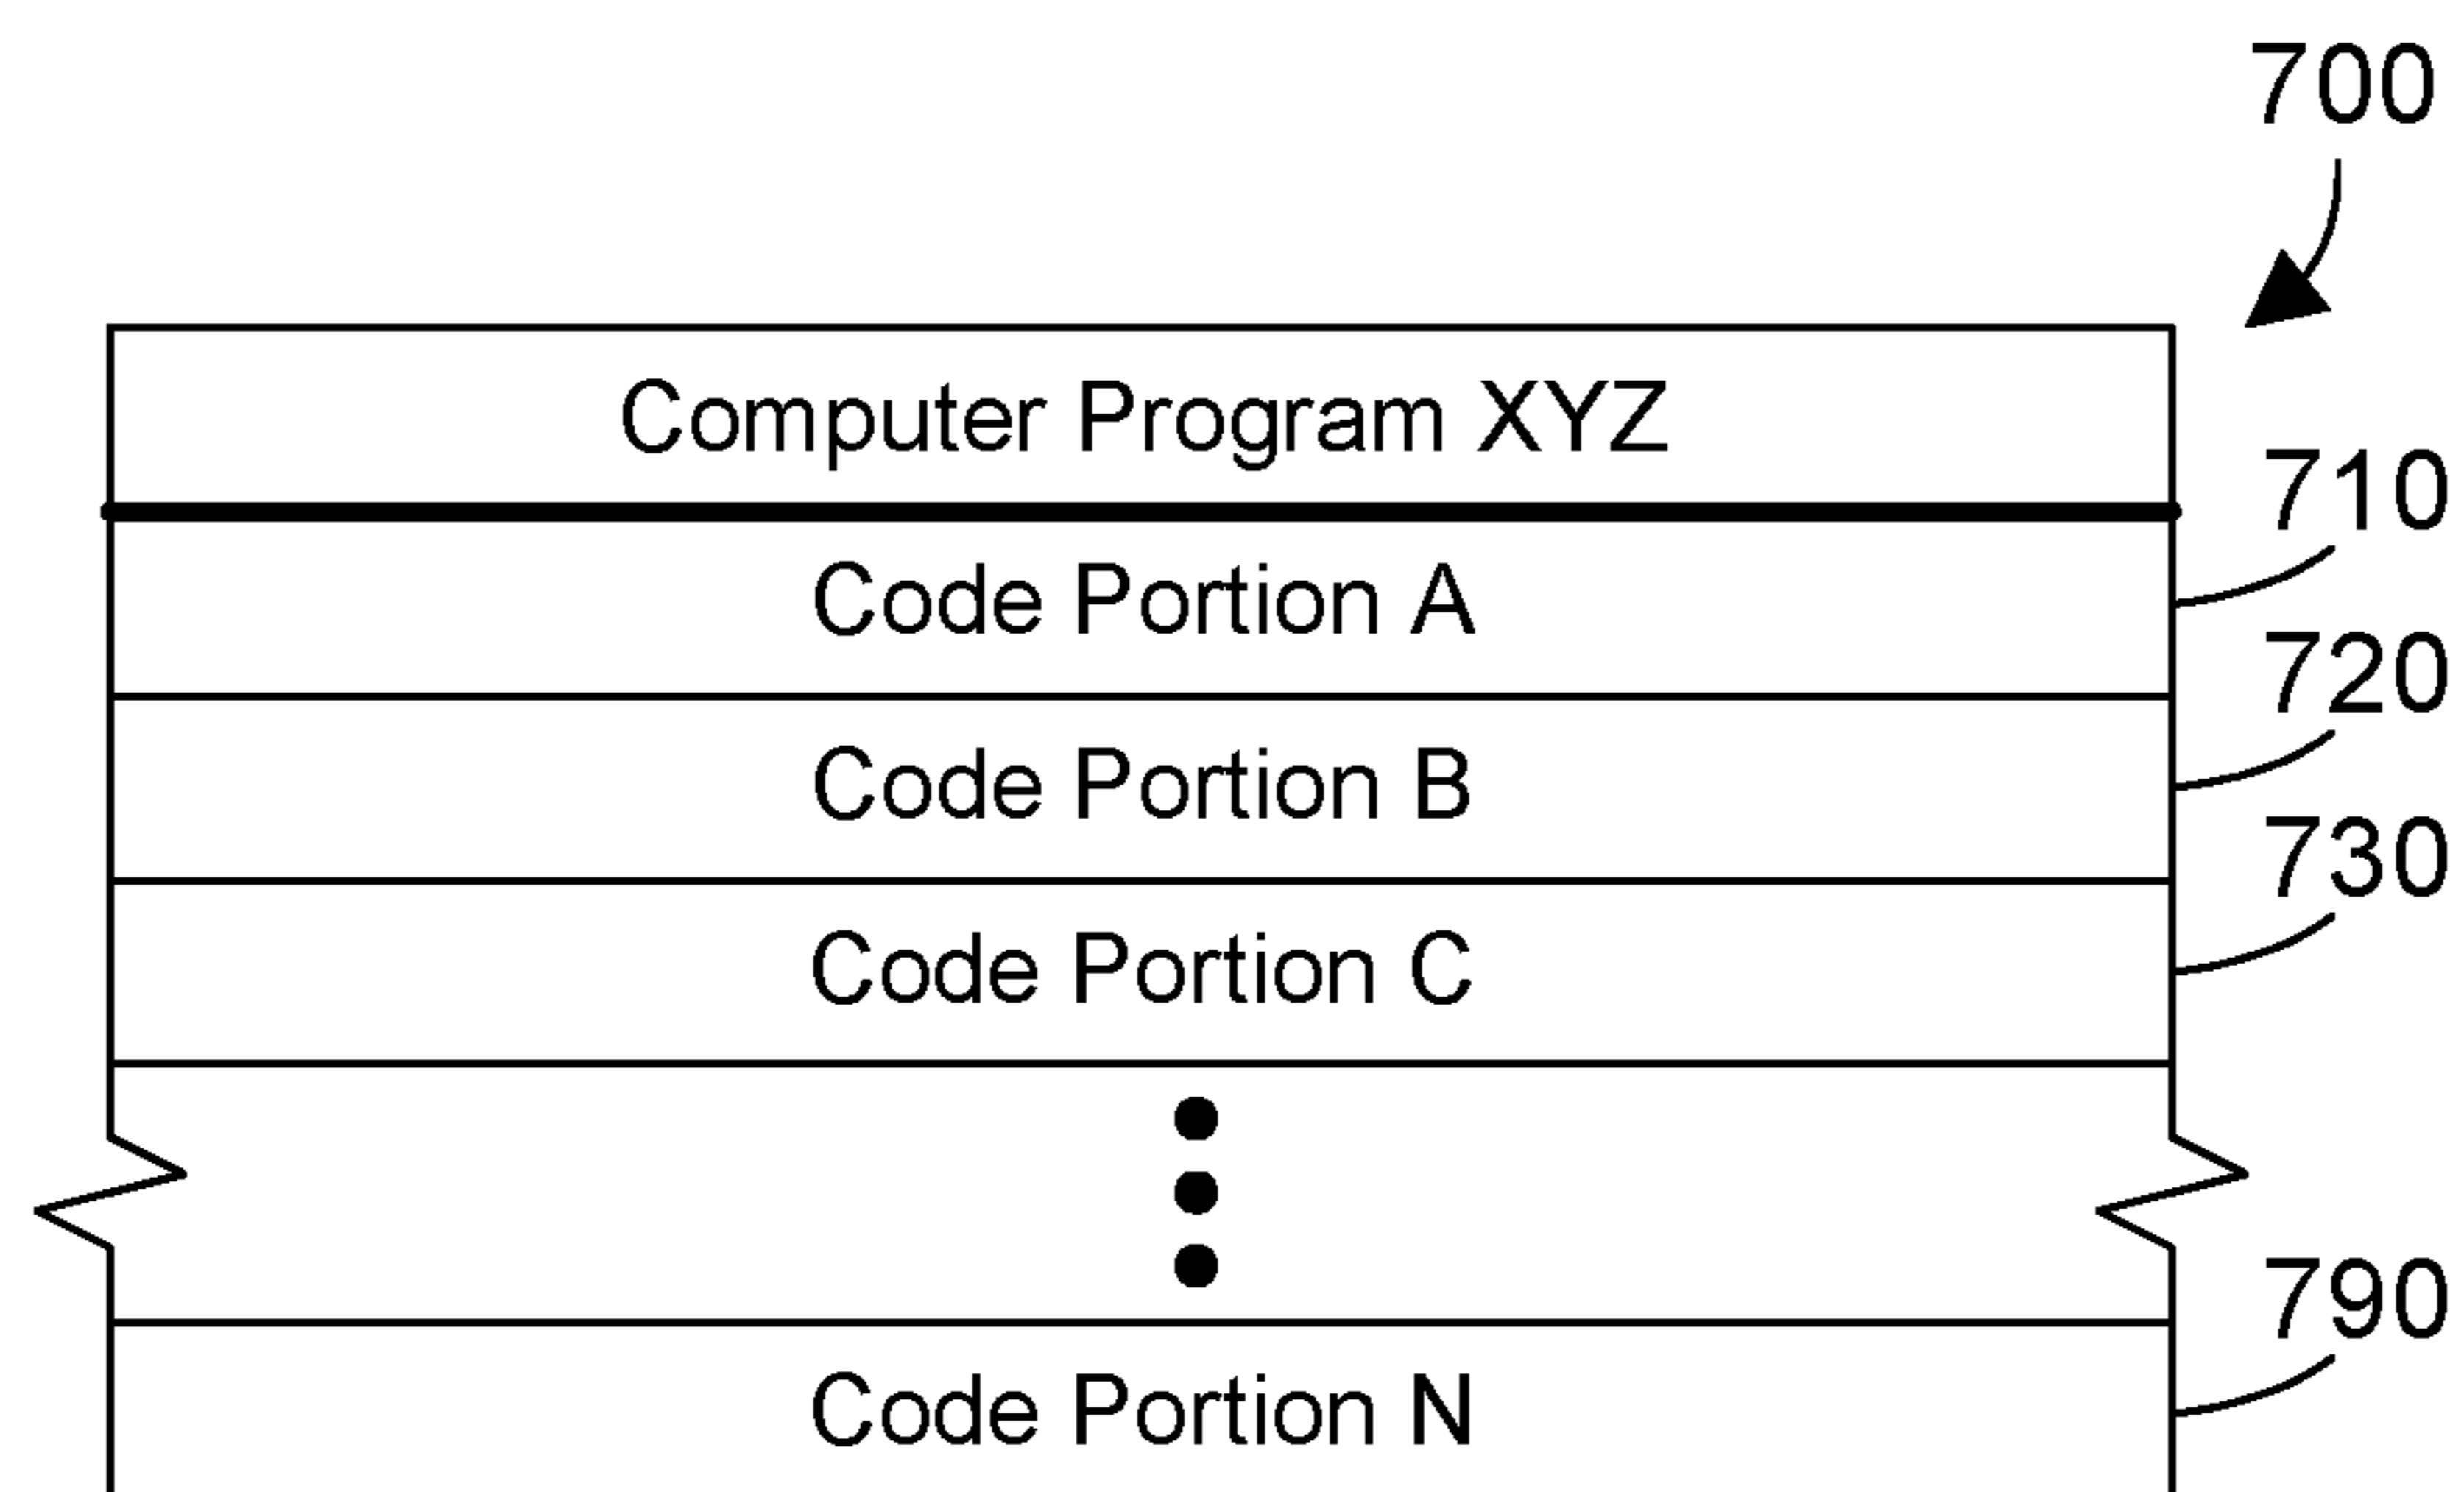 700
Computer Program XYZ
710
Code Portion A
720
Code Portion B
730
Code Portion C
790
Code Portion N